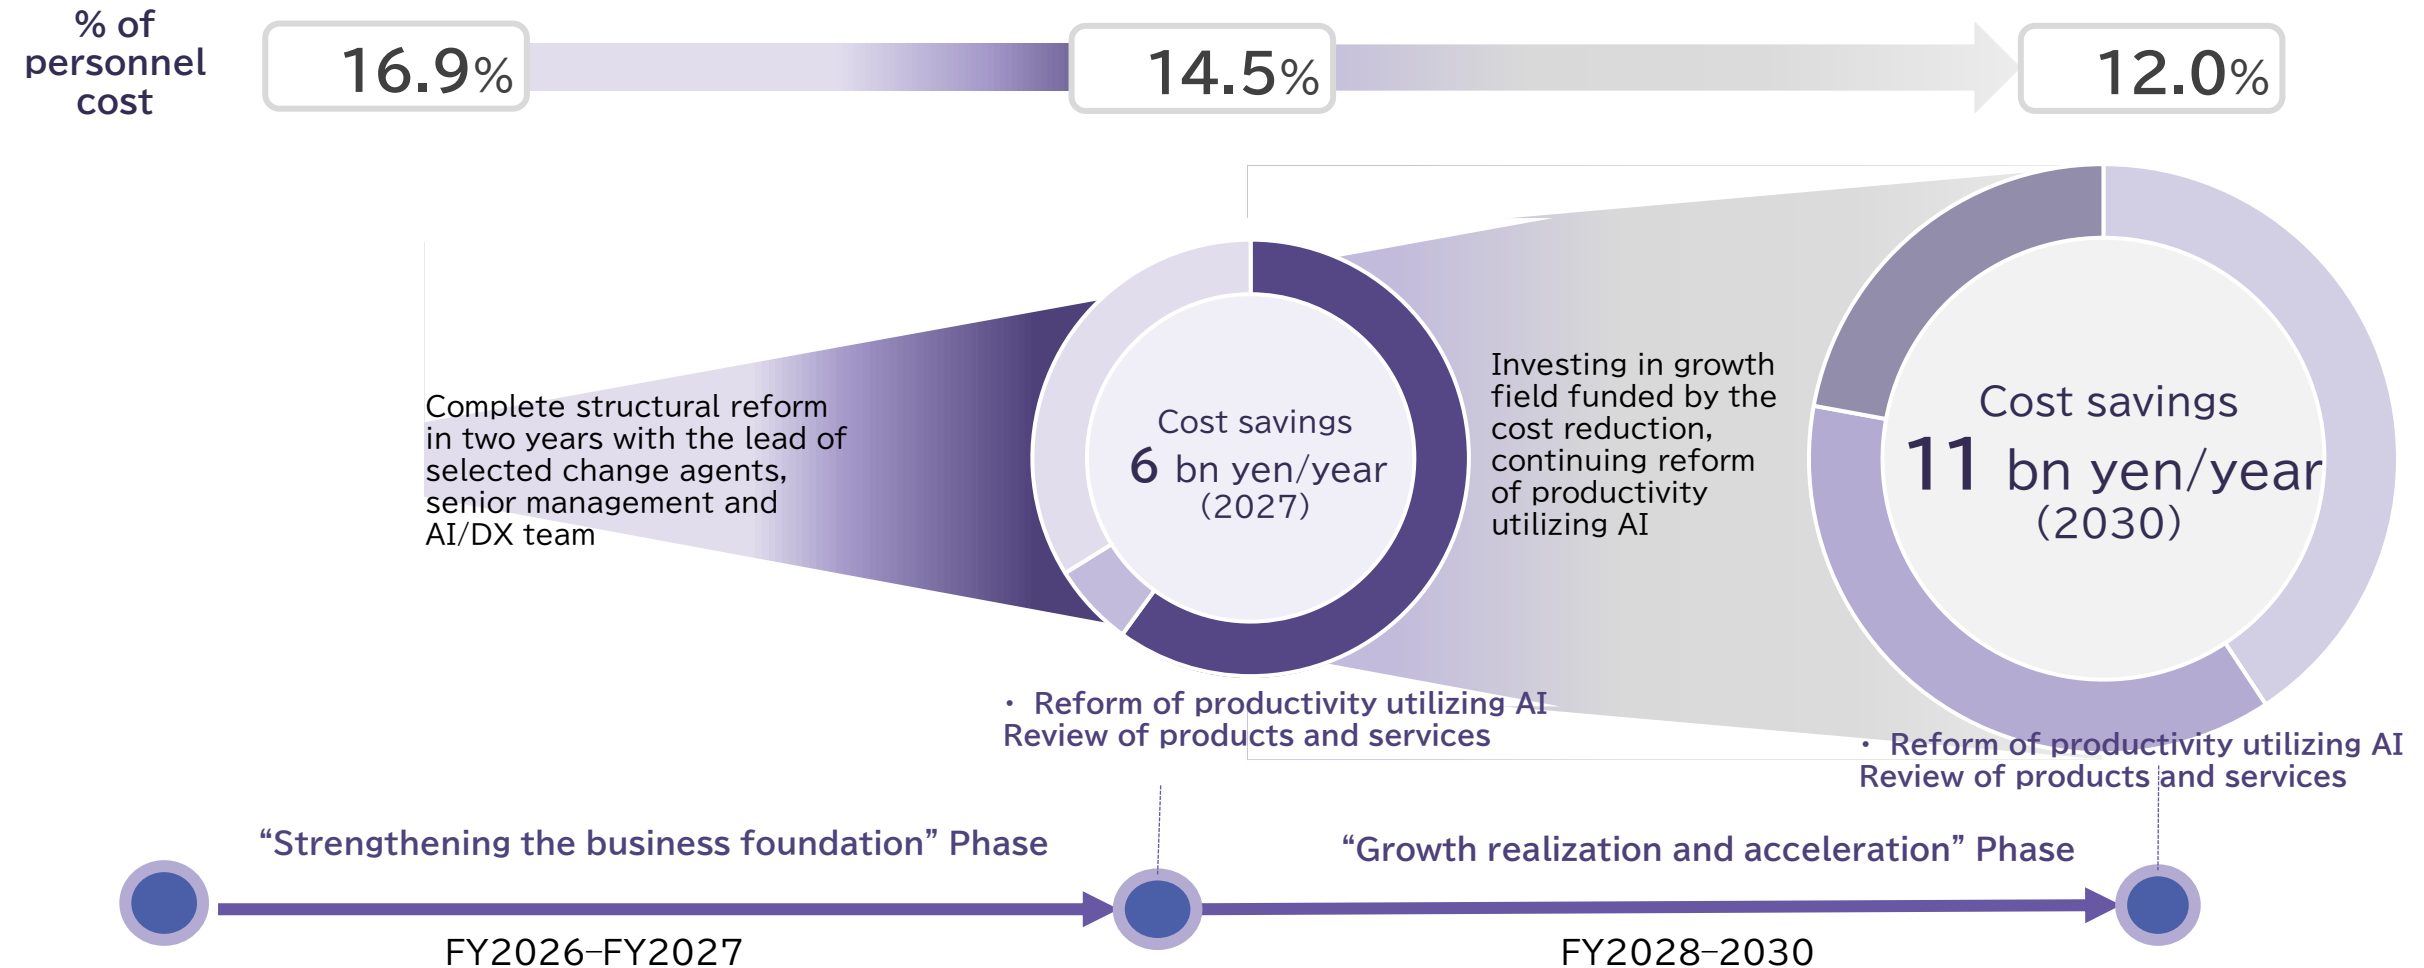 % of
personnel
cost
16.9%
14.5%
12.0%
Complete structural reform
in two years with the lead of
selected change agents,
senior management and
AI/DX team
Cost savings
6 bn yen/year
(2027)
Investing in growth
field funded by the
cost reduction,
continuing reform
of productivity
utilizing AI
Cost savings
11 bn yen/year
(2030)
・ Reform of productivity utilizing AI
Review of products and services
・ Reform of productivity utilizing AI
Review of products and services
“Strengthening the business foundation” Phase
“Growth realization and acceleration” Phase
FY2026–FY2027
FY2028–2030